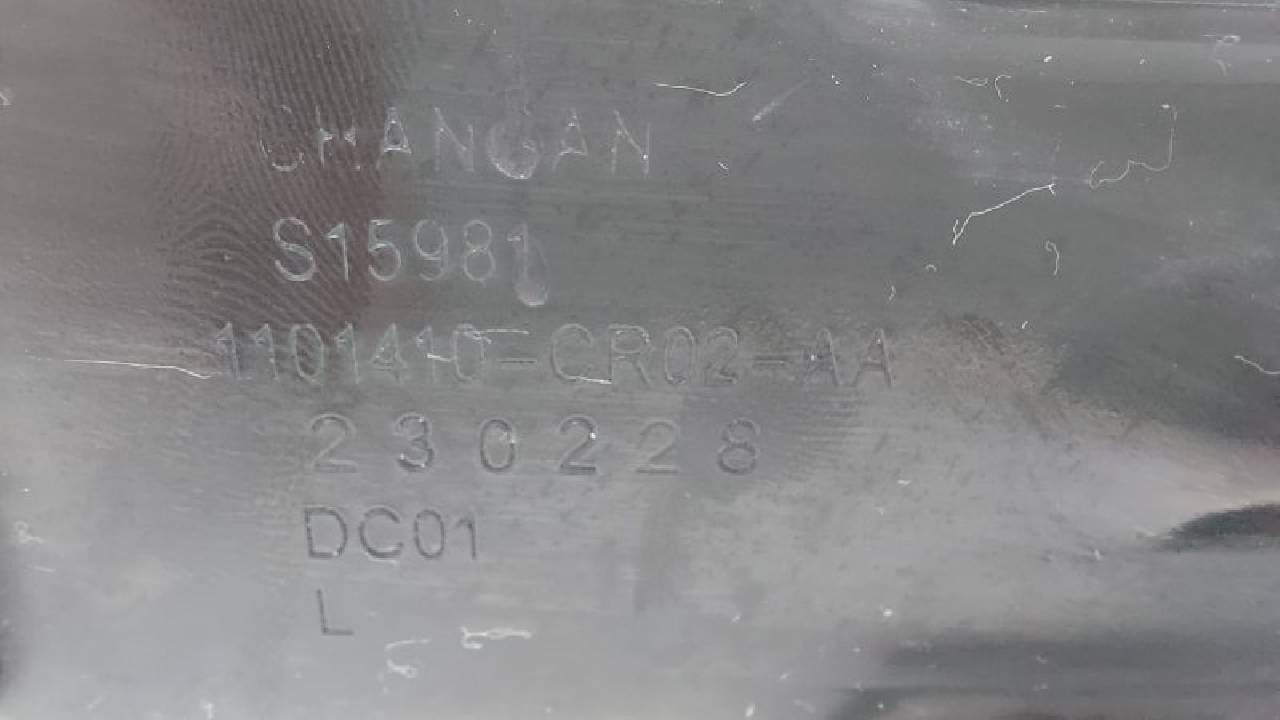 CHANGAN
S15981
1101410-CR02-AA
230228
DC01
L